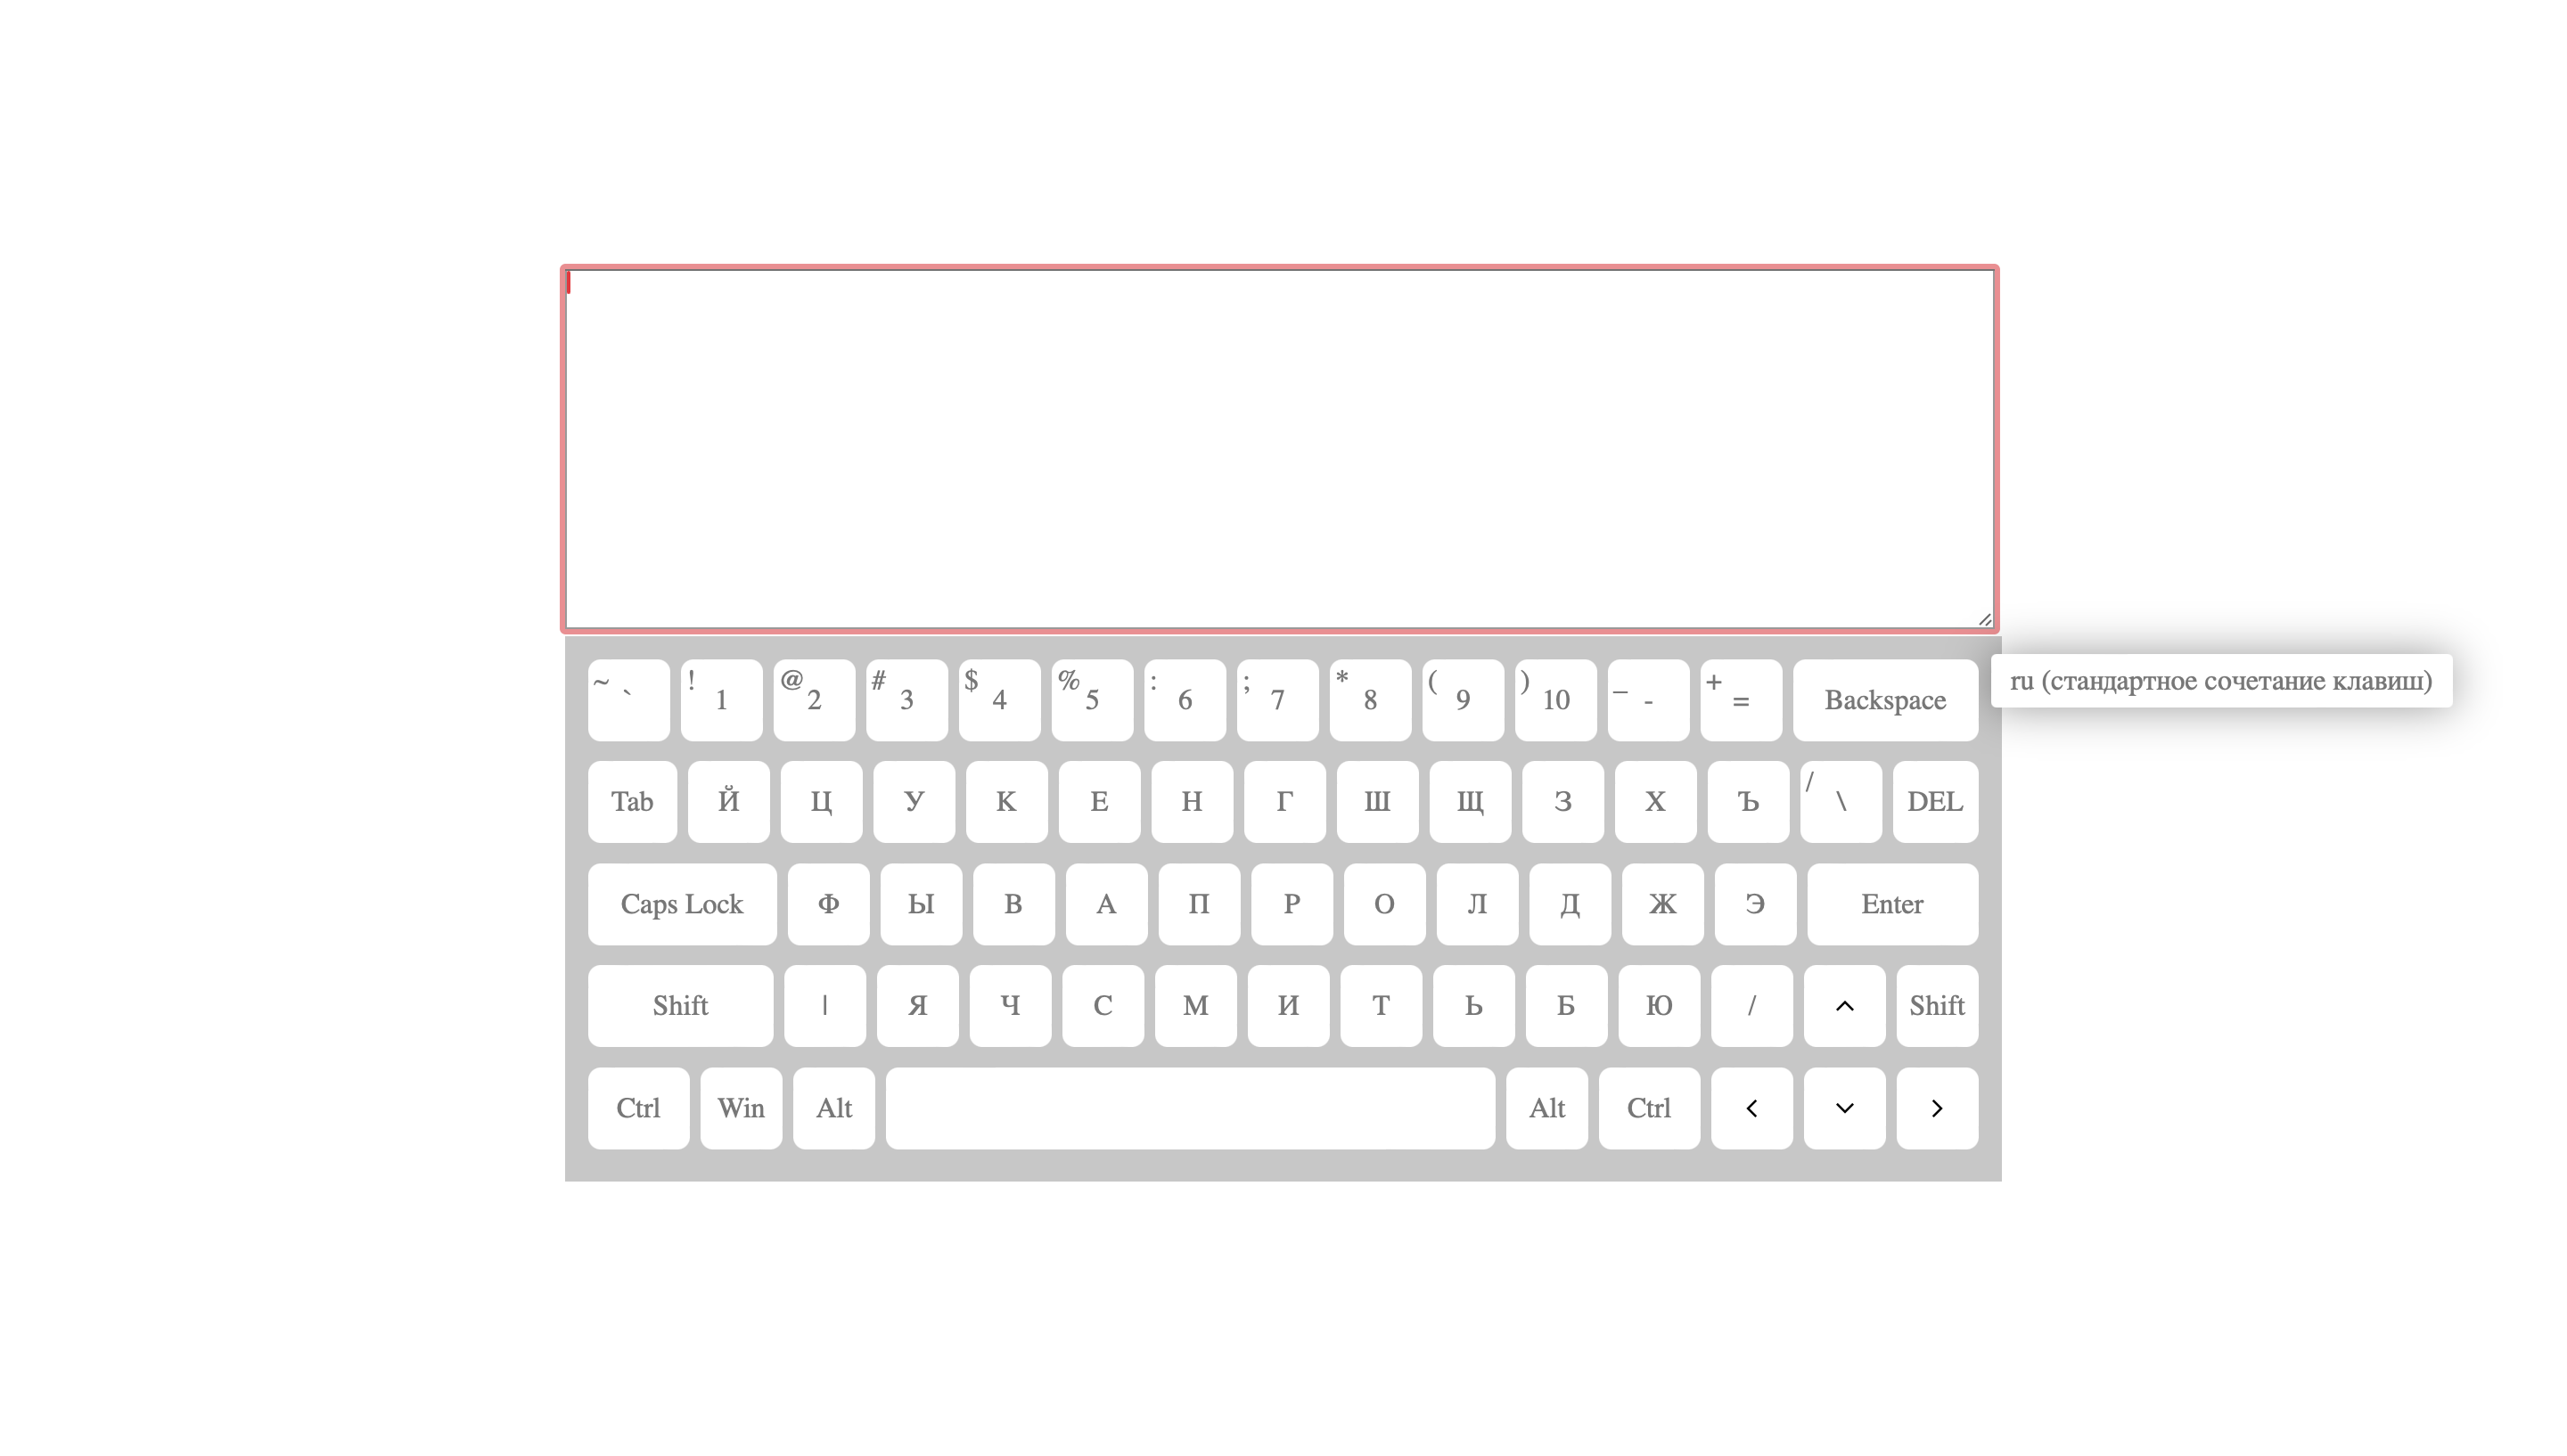 ~ ` ! 1 @ 2 # 3 $ 4 % 5 : 6 ; 7 * 8 ( 9 ) 10 _ - + = Backspace
ru (стандартное сочетание клавиш)
Tab Й Ц У К Е Н Г Ш Щ З Х Ъ / \ DEL
Caps Lock Ф Ы В А П Р О Л Д Ж Э Enter
Shift | Я Ч С М И Т Ь Б Ю / Shift
Ctrl Win Alt Alt Ctrl